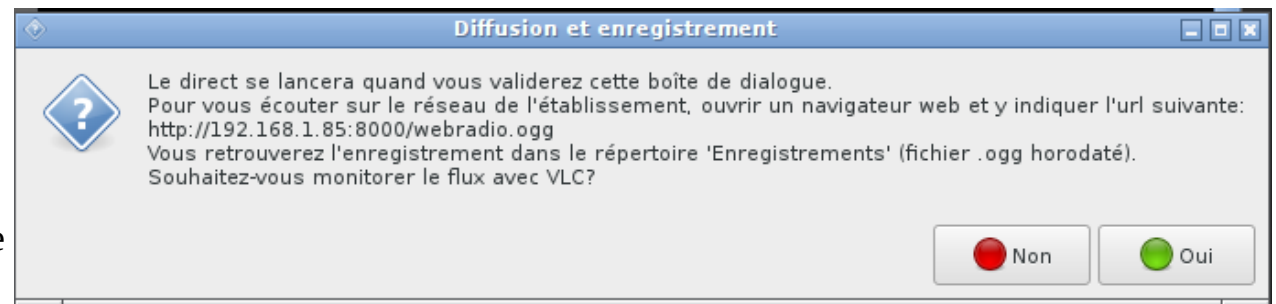 Diffusion et enregistrement
Le direct se lancera quand vous validerez cette boîte de dialogue.
Pour vous écouter sur le réseau de l'établissement, ouvrir un navigateur web et y indiquer l'url suivante:
http://192.168.1.85:8000/webradio.ogg
Vous retrouverez l'enregistrement dans le répertoire 'Enregistrements' (fichier .ogg horodaté).
Souhaitez-vous monitorer le flux avec VLC?
e
Non Oui